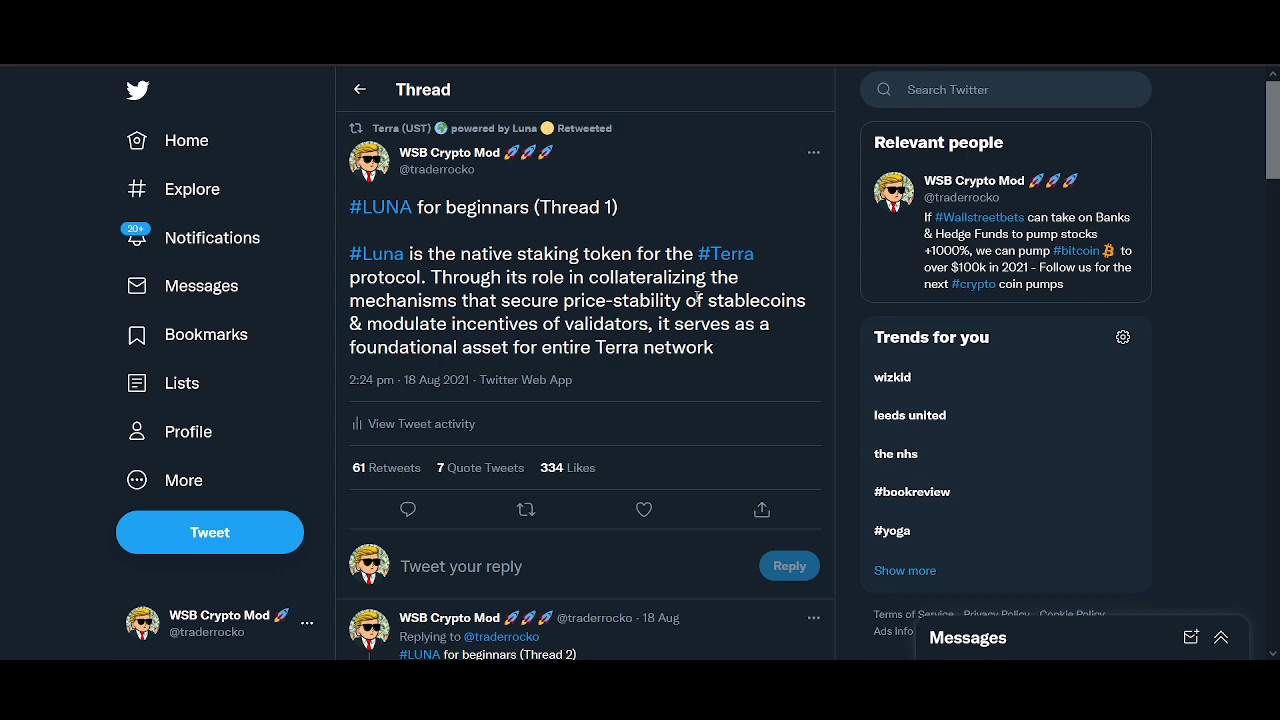 Thread
Search Twitter
Home
Explore
20+
Notifications
Messages
Bookmarks
Lists
Profile
More
Tweet
WSB Crypto Mod 🚀
@traderrocko
Terra (UST) 🌍 powered by Luna 🟡 Retweeted
WSB Crypto Mod 🚀🚀🚀
@traderrocko
#LUNA for beginnars (Thread 1)
#Luna is the native staking token for the #Terra
protocol. Through its role in collateralizing the
mechanisms that secure price-stability of stablecoins
& modulate incentives of validators, it serves as a
foundational asset for entire Terra network
2:24 pm · 18 Aug 2021 · Twitter Web App
View Tweet activity
61 Retweets 7 Quote Tweets 334 Likes
Tweet your reply
Reply
WSB Crypto Mod 🚀🚀🚀 @traderrocko · 18 Aug
Replying to @traderrocko
#LUNA for beginnars (Thread 2)
Relevant people
WSB Crypto Mod 🚀🚀🚀
@traderrocko
If #Wallstreetbets can take on Banks
& Hedge Funds to pump stocks
+1000%, we can pump #bitcoin to
over $100k in 2021 - Follow us for the
next #crypto coin pumps
Trends for you
wizkid
leeds united
the nhs
#bookreview
#yoga
Show more
Terms of Service Privacy Policy Cookie Policy
Ads Info
Messages